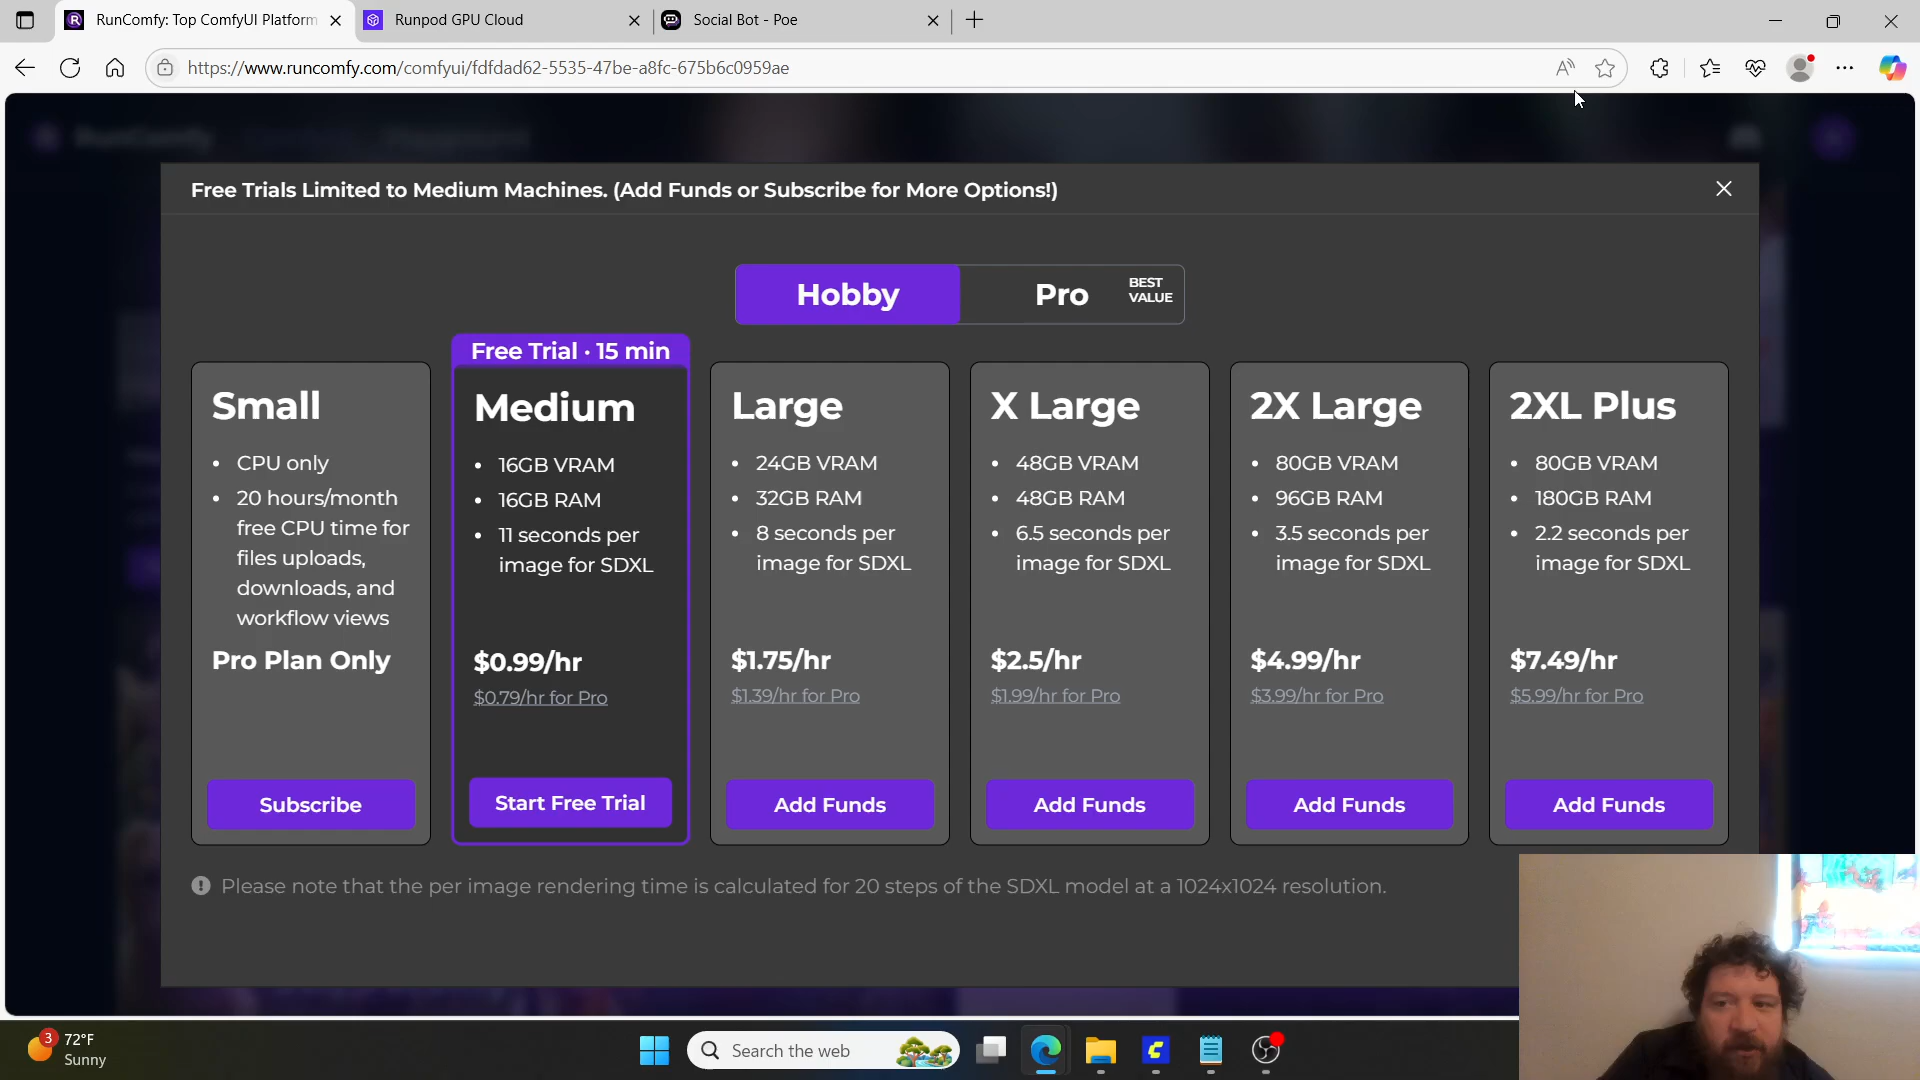 RunComfy: Top ComfyUI Platform
Runpod GPU Cloud
Social Bot - Poe
https://www.runcomfy.com/comfyui/fdfdad62-5535-47be-a8fc-675b6c0959ae
RunComfy
Free Trials Limited to Medium Machines. (Add Funds or Subscribe for More Options!)
Hobby
Pro
BEST
VALUE
Free Trial · 15 min
Small
• CPU only
• 20 hours/month
free CPU time for
files uploads,
downloads, and
workflow views
Pro Plan Only
Subscribe
Medium
• 16GB VRAM
• 16GB RAM
• 11 seconds per
image for SDXL
$0.99/hr
$0.79/hr for Pro
Start Free Trial
Large
• 24GB VRAM
• 32GB RAM
• 8 seconds per
image for SDXL
$1.75/hr
$1.39/hr for Pro
Add Funds
X Large
• 48GB VRAM
• 48GB RAM
• 6.5 seconds per
image for SDXL
$2.5/hr
$1.99/hr for Pro
Add Funds
2X Large
• 80GB VRAM
• 96GB RAM
• 3.5 seconds per
image for SDXL
$4.99/hr
$3.99/hr for Pro
Add Funds
2XL Plus
• 80GB VRAM
• 180GB RAM
• 2.2 seconds per
image for SDXL
$7.49/hr
$5.99/hr for Pro
Add Funds
Please note that the per image rendering time is calculated for 20 steps of the SDXL model at a 1024x1024 resolution.
3
72°F
Sunny
Search the web